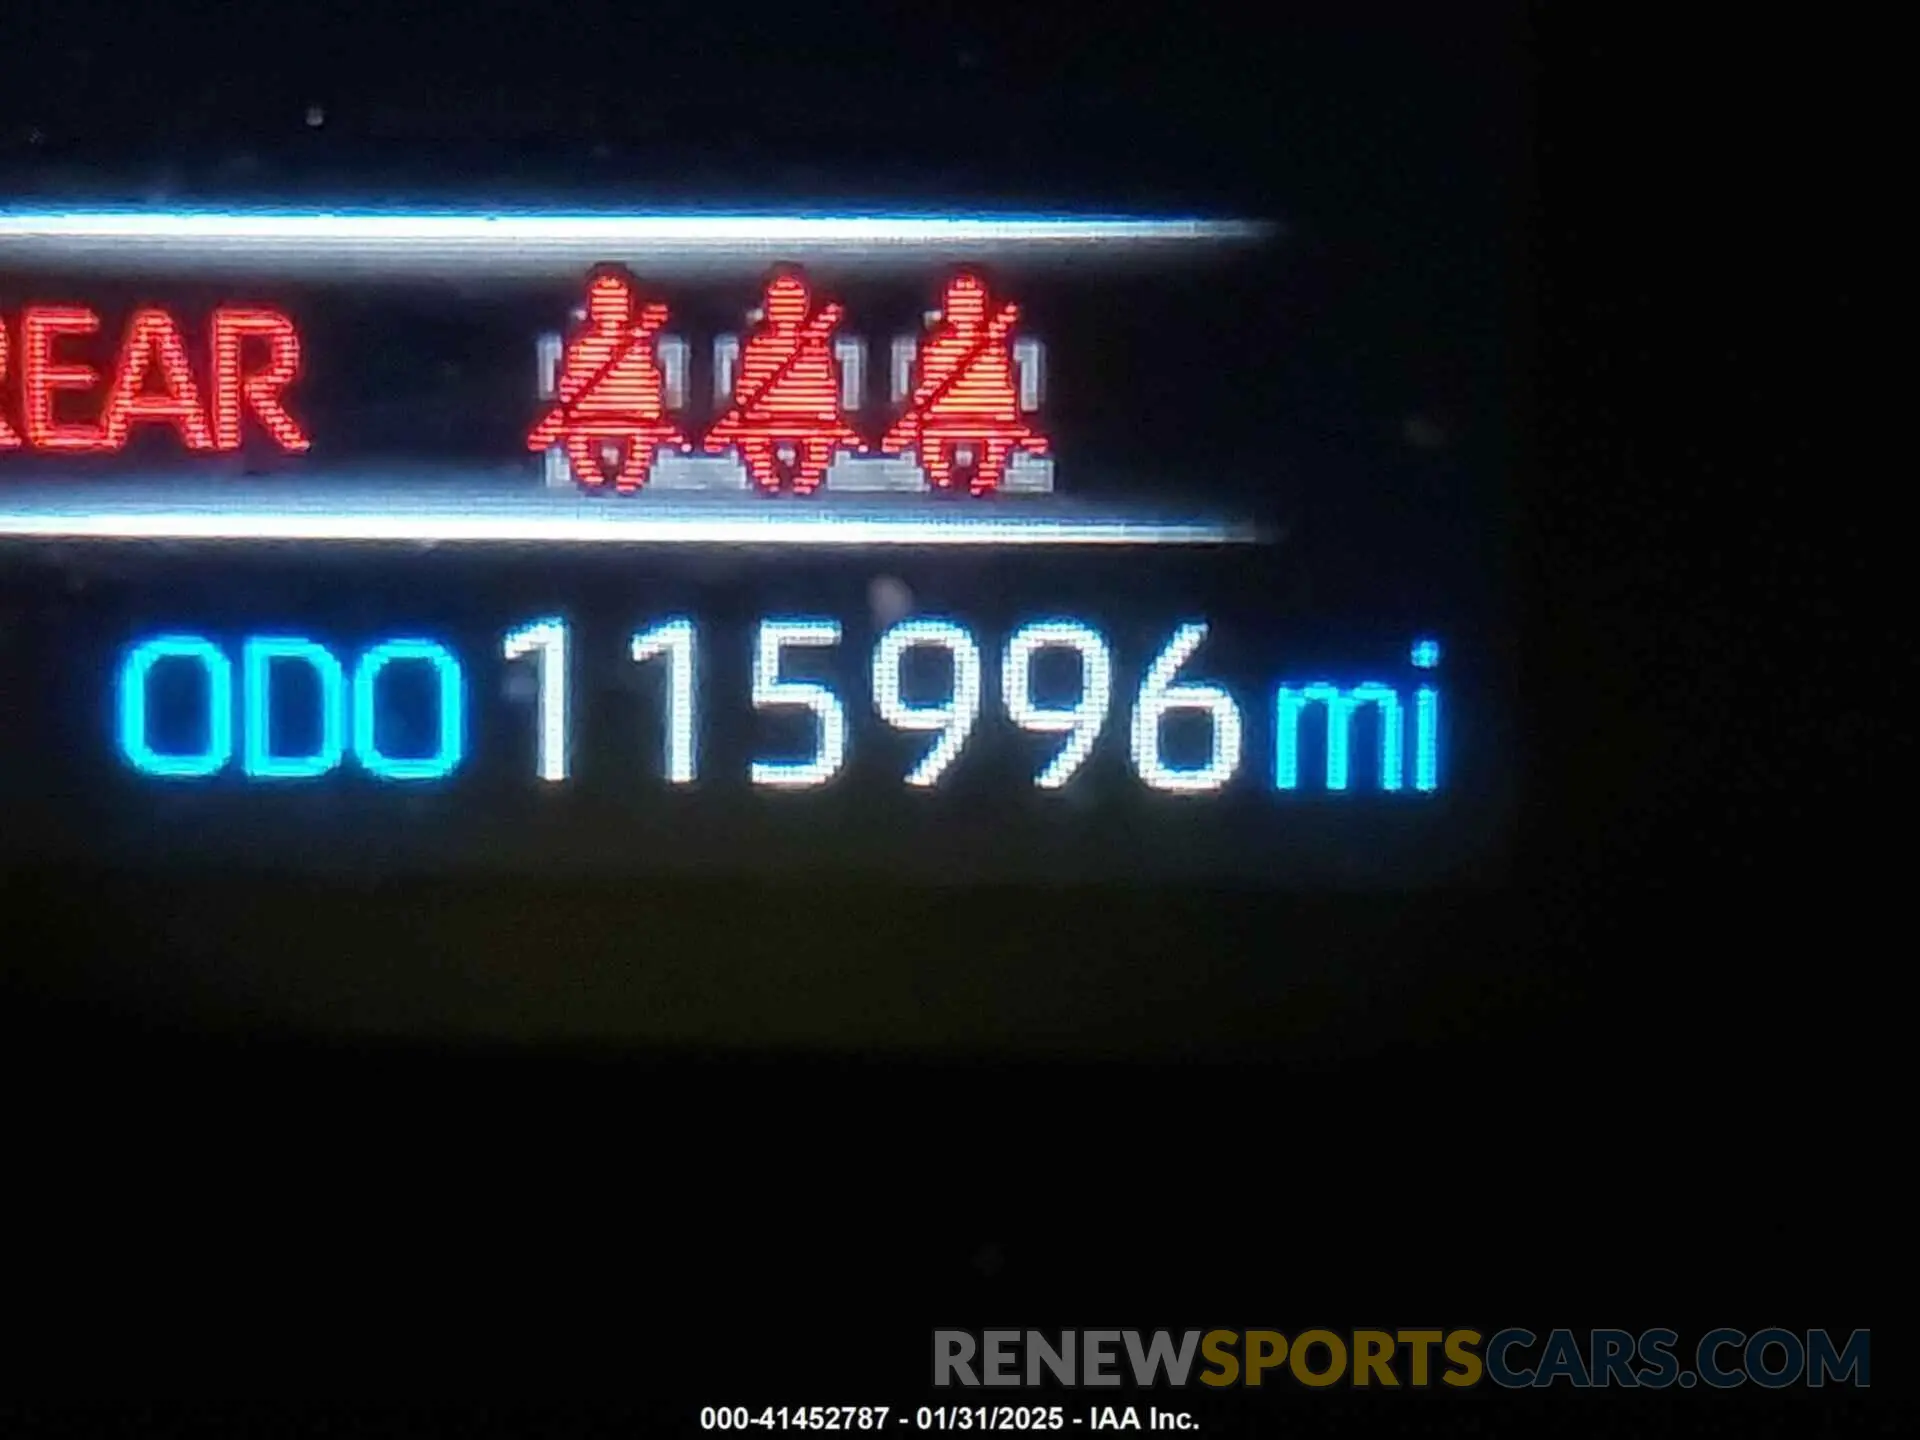 REAR
ODO 115996 mi
RENEWSPORTSCARS.COM
000-41452787 - 01/31/2025 - IAA Inc.